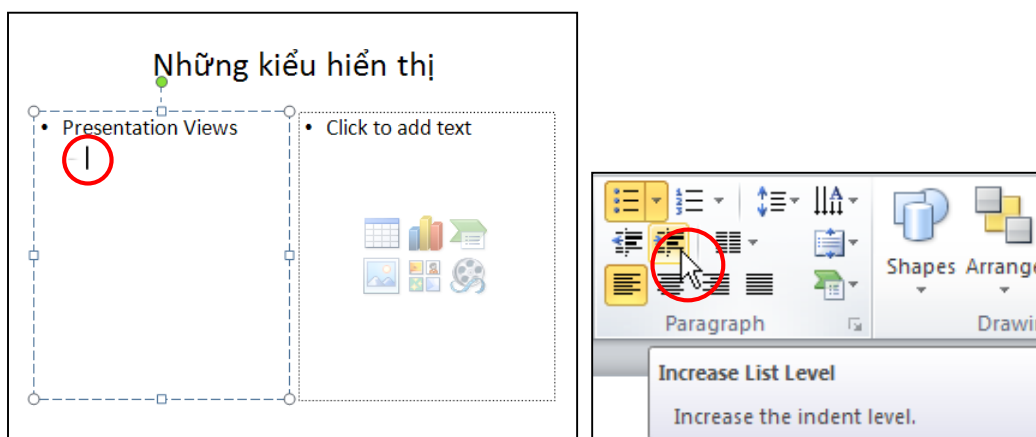 Những kiểu hiển thị
• Presentation Views
–
• Click to add text
Shapes Arrange
Paragraph
Drawi
Increase List Level
Increase the indent level.